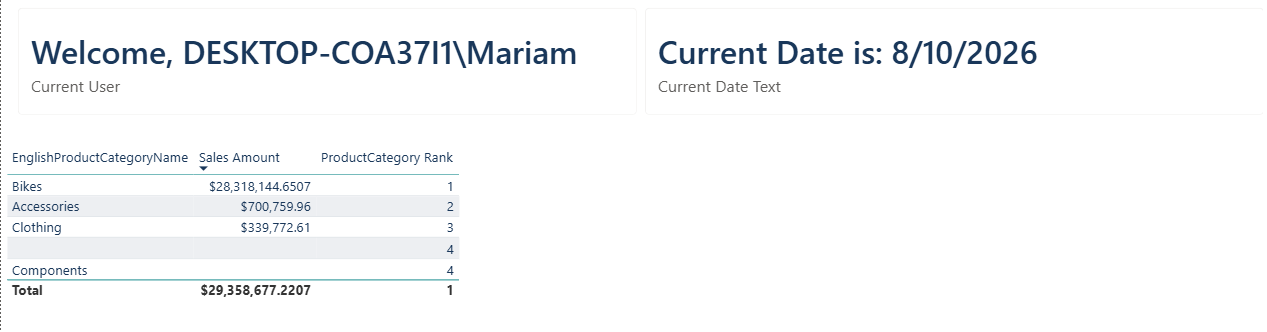 Welcome, DESKTOP-COA37I1\Mariam
Current User
Current Date is: 8/10/2026
Current Date Text
EnglishProductCategoryName Sales Amount ProductCategory Rank
Bikes $28,318,144.6507 1
Accessories $700,759.96 2
Clothing $339,772.61 3
4
Components 4
Total $29,358,677.2207 1